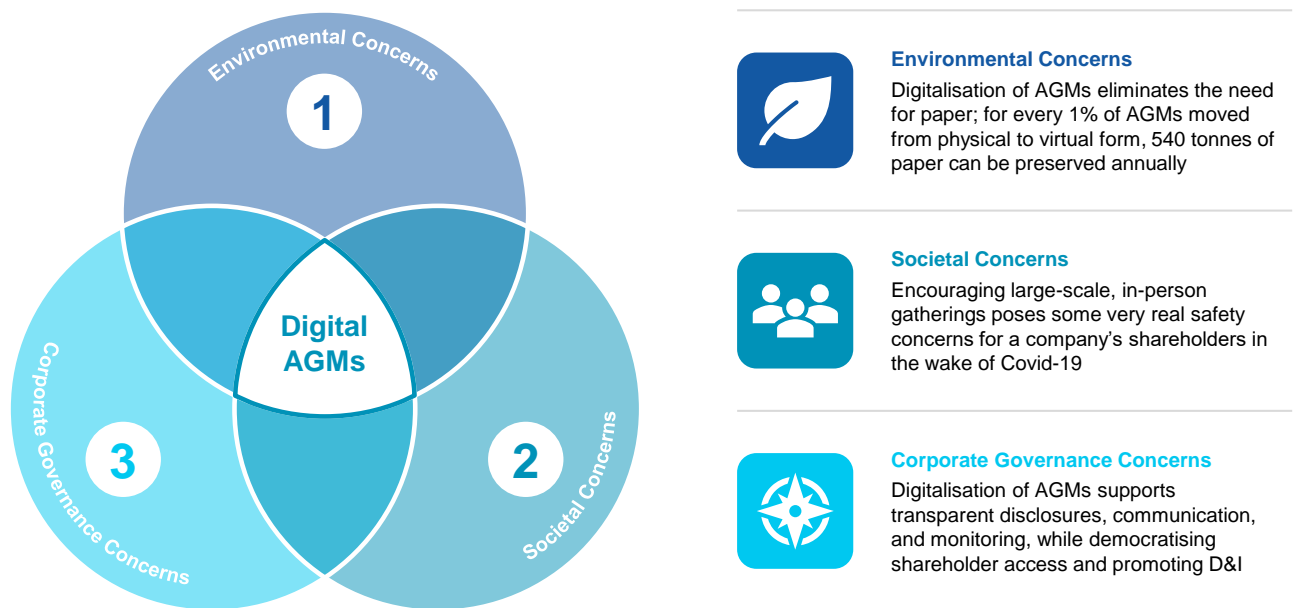 Environmental Concerns
1
Digital
AGMs
Corporate Governance Concerns
3
2
Societal Concerns
Environmental Concerns
Digitalisation of AGMs eliminates the need
for paper; for every 1% of AGMs moved
from physical to virtual form, 540 tonnes of
paper can be preserved annually
Societal Concerns
Encouraging large-scale, in-person
gatherings poses some very real safety
concerns for a company’s shareholders in
the wake of Covid-19
Corporate Governance Concerns
Digitalisation of AGMs supports
transparent disclosures, communication,
and monitoring, while democratising
shareholder access and promoting D&I